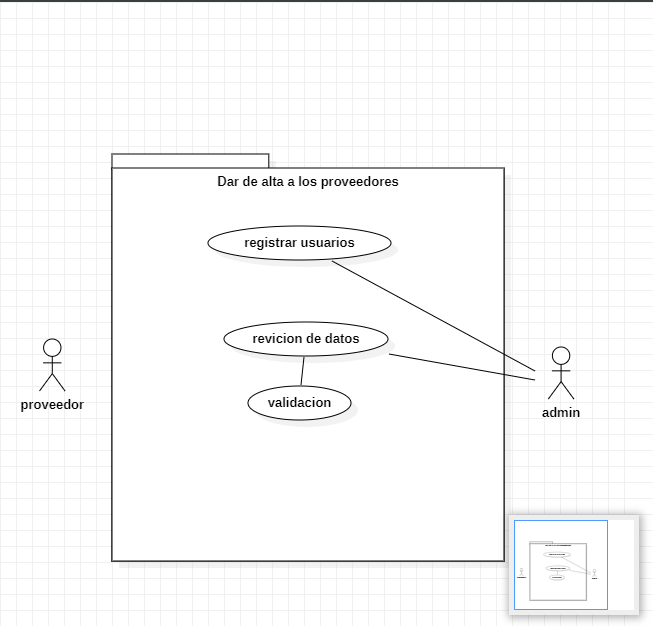 Dar de alta a los proveedores
registrar usuarios
revicion de datos
validacion
proveedor
admin